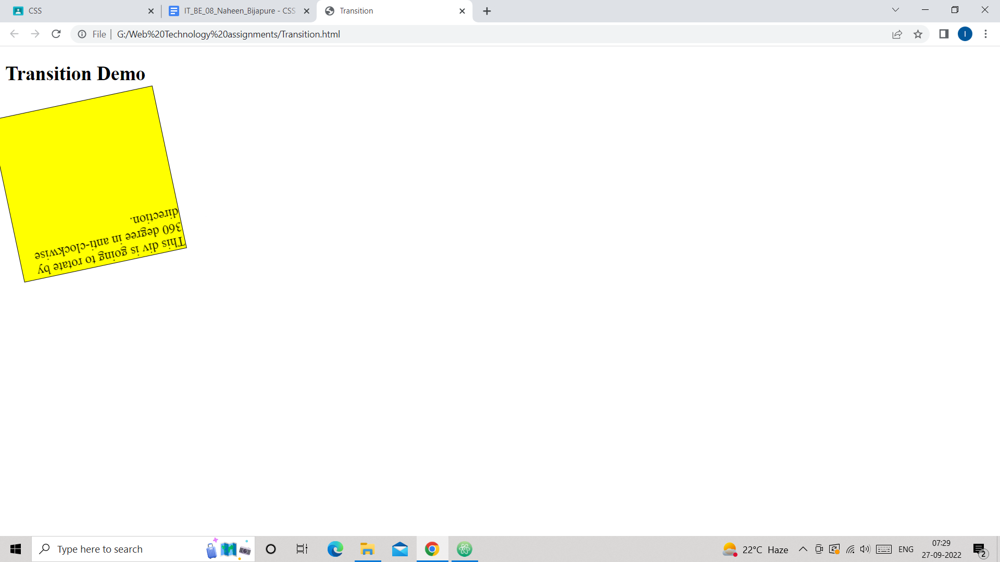 CSS
IT_BE_08_Naheen_Bijapure - CSS
Transition
File | G:/Web%20Technology%20assignments/Transition.html
I
Transition Demo
This div is going to rotate by
360 degree in anti-clockwise
direction.
Type here to search
22°C Haze
ENG
07:29
27-09-2022
2